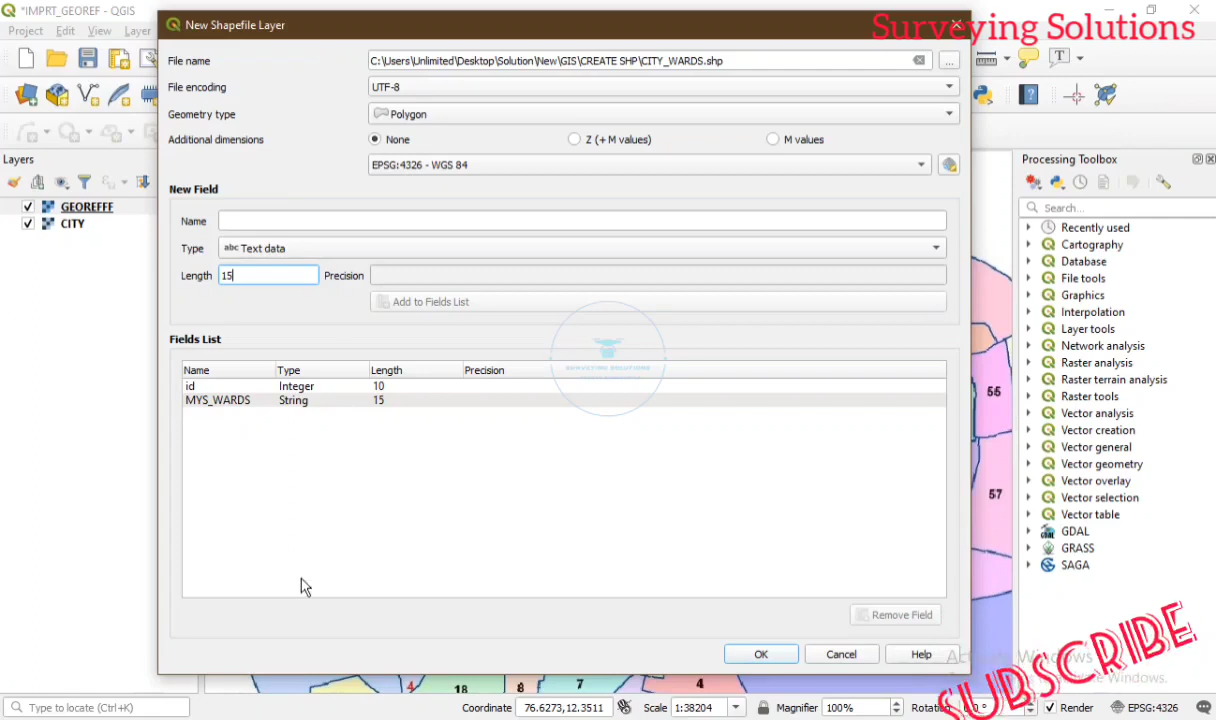 *IMPRT_GEOREF - QGIS
New Shapefile Layer
Surveying Solutions
Project Edit View Layer
File name C:\Users\Unlimited\Desktop\Solution\New\GIS\CREATE SHP\CITY_WARDS.shp ...
File encoding UTF-8
Geometry type Polygon
Additional dimensions None Z (+ M values) M values
EPSG:4326 - WGS 84
New Field
Name
Type abc Text data
Length 15 Precision
Add to Fields List
Fields List
Name Type Length Precision
id Integer 10
MYS_WARDS String 15
SURVEYING SOLUTIONS
Remove Field
OK Cancel Help
Layers
GEOREFFF
CITY
Processing Toolbox
Search...
Recently used
Cartography
Database
File tools
Graphics
Interpolation
Layer tools
Network analysis
Raster analysis
Raster terrain analysis
Raster tools
Vector analysis
Vector creation
Vector general
Vector geometry
Vector overlay
Vector selection
Vector table
GDAL
GRASS
SAGA
55
57
4 18 8 7 4
SUBSCRIBE
Type to locate (Ctrl+K) Coordinate 76.6273,12.3511 Scale 1:38204 Magnifier 100% Render EPSG:4326